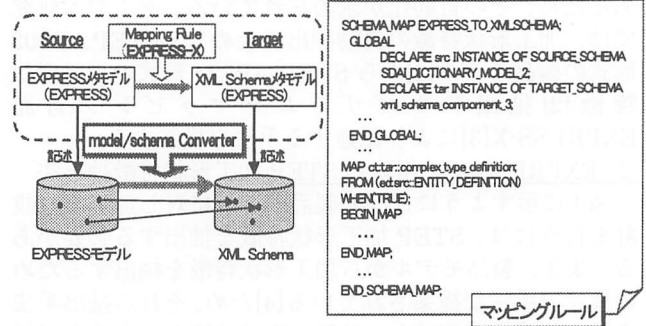 Mapping Rule
(EXPRESS-X)
Source
Target
EXPRESSメタモデル
(EXPRESS)
XML Schemaメタモデル
(EXPRESS)
model/schema Converter
EXPRESSモデル
XML Schema
SCHEMA_MAP EXPRESS_TO_XMLSCHEMA;
GLOBAL
DECLARE src INSTANCE OF SOURCE_SCHEMA
SDAI_DICTIONARY_MODEL_2;
DECLARE tar INSTANCE OF TARGET_SCHEMA
xml_schema_component_3;
...
END_GLOBAL;
MAP ct:tar::complex_type_definition;
FROM (ed:src::ENTITY_DEFINITION)
WHEN(TRUE);
BEGIN_MAP
...
END_MAP;
...
END_SCHEMA_MAP;
マッピングルール